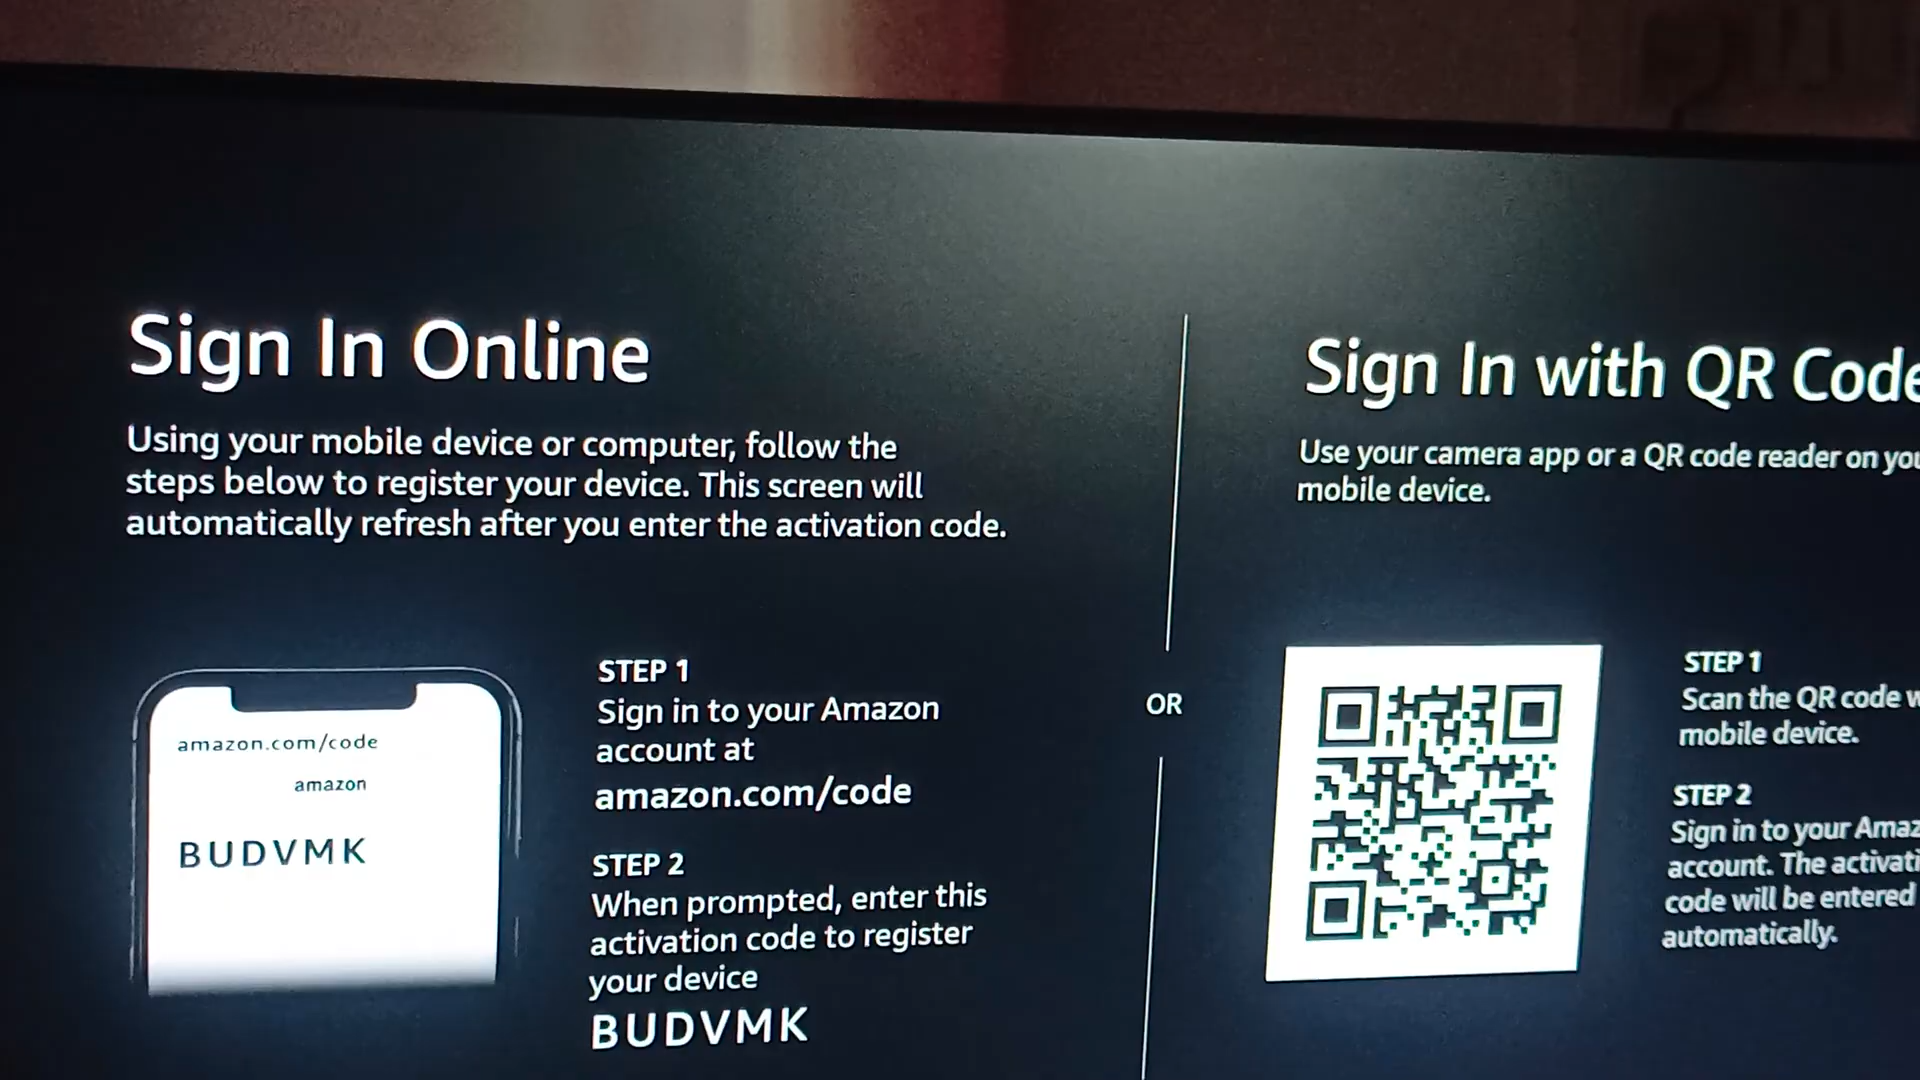 Sign In Online
Using your mobile device or computer, follow the
steps below to register your device. This screen will
automatically refresh after you enter the activation code.
amazon.com/code
amazon
BUDVMK
STEP 1
Sign in to your Amazon
account at
amazon.com/code
STEP 2
When prompted, enter this
activation code to register
your device
BUDVMK
OR
Sign In with QR Code
Use your camera app or a QR code reader on
mobile device.
STEP 1
Scan the QR code
mobile device.
STEP 2
Sign in to your
account. The
code will be entered
automatically.